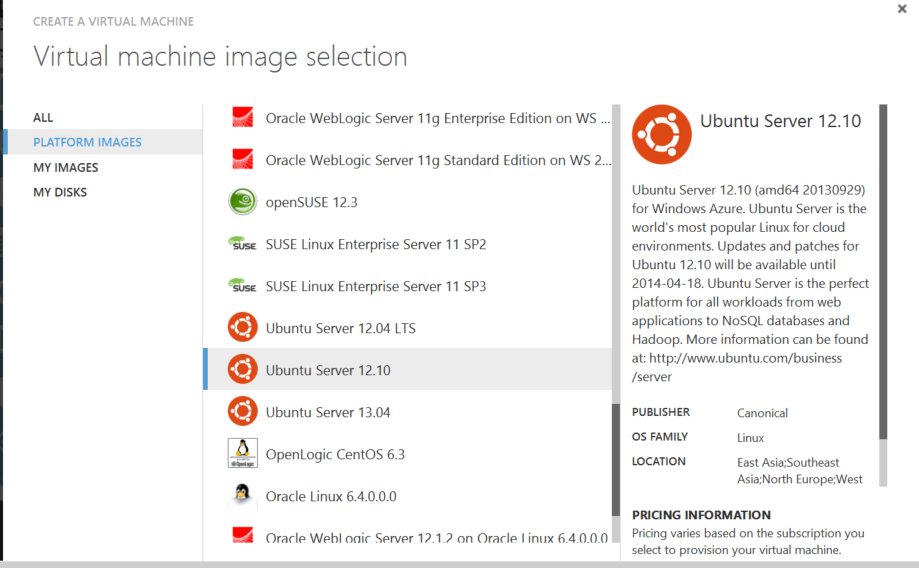 CREATE A VIRTUAL MACHINE
Virtual machine image selection
ALL
PLATFORM IMAGES
MY IMAGES
MY DISKS
Oracle WebLogic Server 11g Enterprise Edition on WS ...
Oracle WebLogic Server 11g Standard Edition on WS 2...
openSUSE 12.3
SUSE Linux Enterprise Server 11 SP2
SUSE Linux Enterprise Server 11 SP3
Ubuntu Server 12.04 LTS
Ubuntu Server 12.10
Ubuntu Server 13.04
OpenLogic CentOS 6.3
Oracle Linux 6.4.0.0.0
Oracle WebLogic Server 12.1.2 on Oracle Linux 6.4.0.0.0
Ubuntu Server 12.10
Ubuntu Server 12.10 (amd64 20130929)
for Windows Azure. Ubuntu Server is the
world's most popular Linux for cloud
environments. Updates and patches for
Ubuntu 12.10 will be available until
2014-04-18. Ubuntu Server is the perfect
platform for all workloads from web
applications to NoSQL databases and
Hadoop. More information can be found
at: http://www.ubuntu.com/business
/server
PUBLISHER Canonical
OS FAMILY Linux
LOCATION East Asia;Southeast
Asia;North Europe;West
PRICING INFORMATION
Pricing varies based on the subscription you
select to provision your virtual machine.